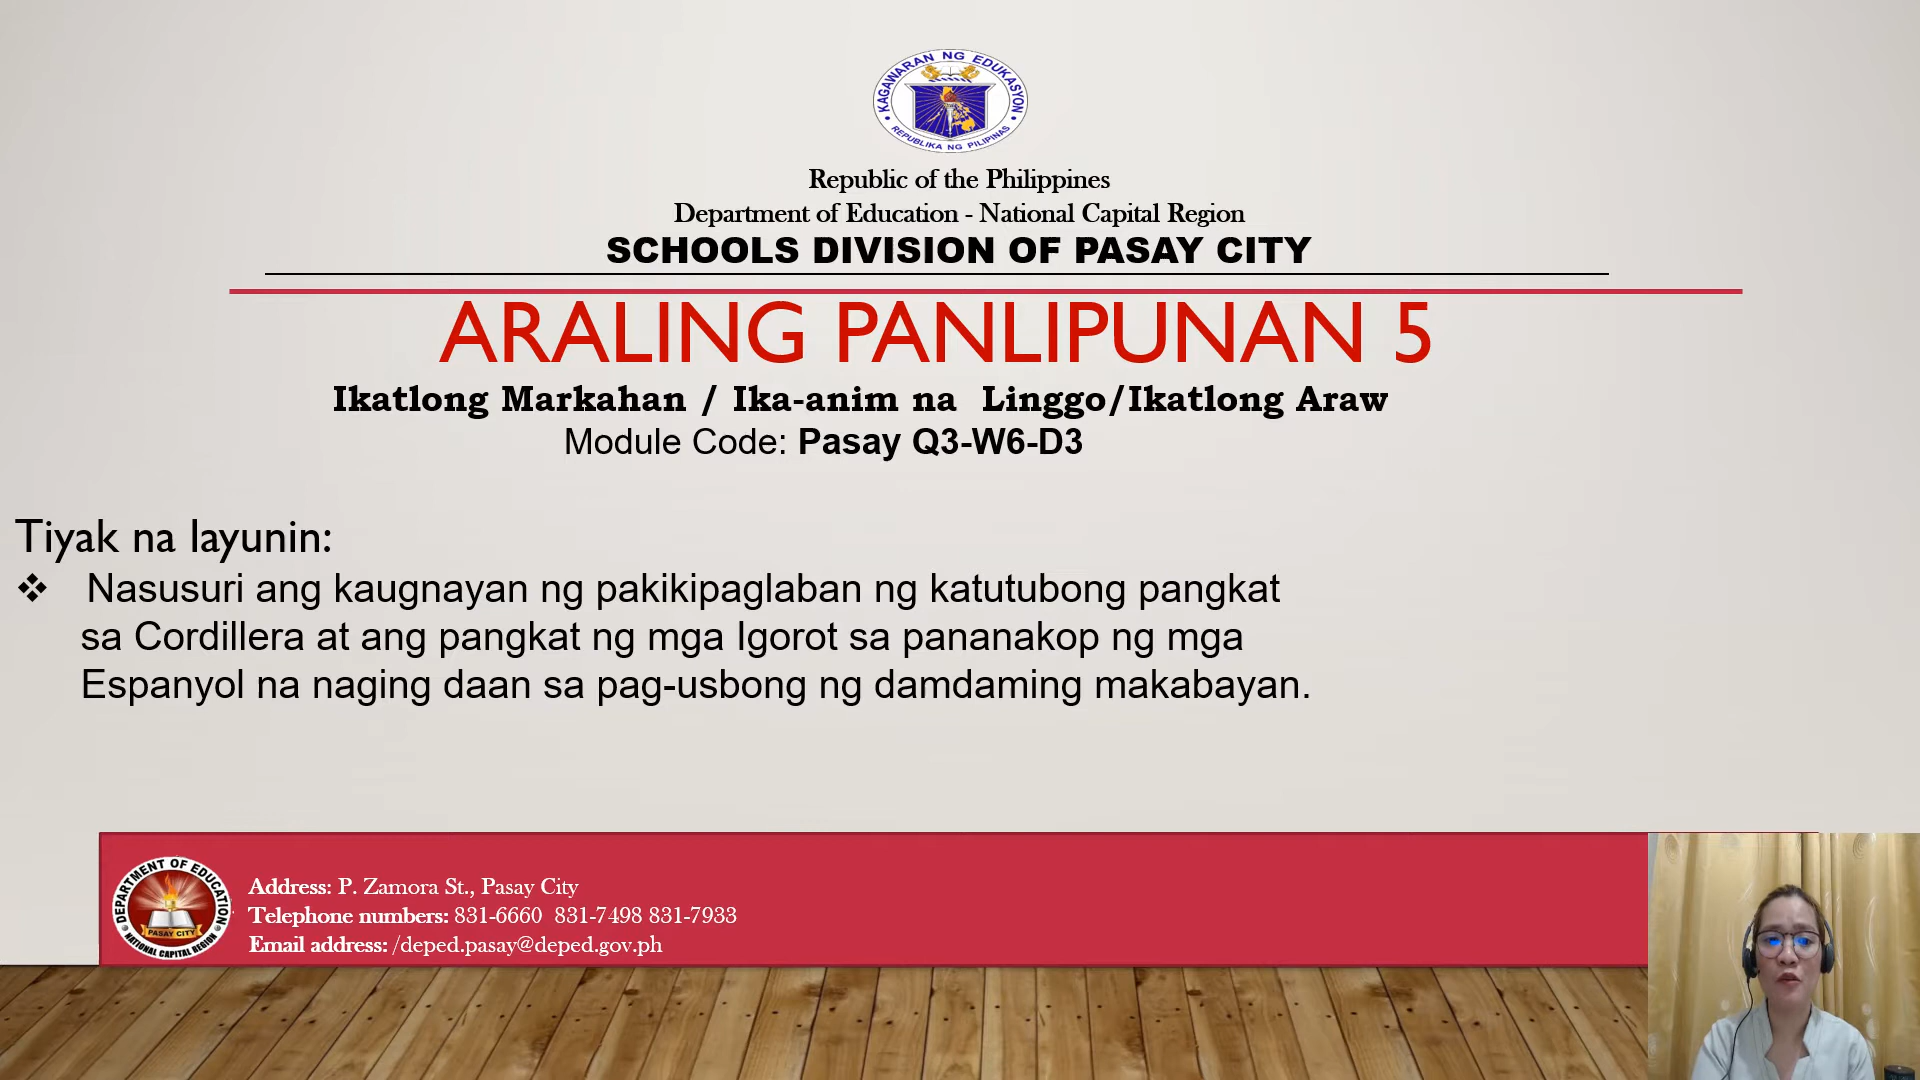 KAGAWARAN NG EDUKASYON
REPUBLIKA NG PILIPINAS
Republic of the Philippines
Department of Education - National Capital Region
SCHOOLS DIVISION OF PASAY CITY
ARALING PANLIPUNAN 5
Ikatlong Markahan / Ika-anim na Linggo/Ikatlong Araw
Module Code: Pasay Q3-W6-D3
Tiyak na layunin:
❖ Nasusuri ang kaugnayan ng pakikipaglaban ng katutubong pangkat
sa Cordillera at ang pangkat ng mga Igorot sa pananakop ng mga
Espanyol na naging daan sa pag-usbong ng damdaming makabayan.
DEPARTMENT OF EDUCATION
PASAY CITY
NATIONAL CAPITAL REGION
Address: P. Zamora St., Pasay City
Telephone numbers: 831-6660 831-7498 831-7933
Email address: /deped.pasay@deped.gov.ph